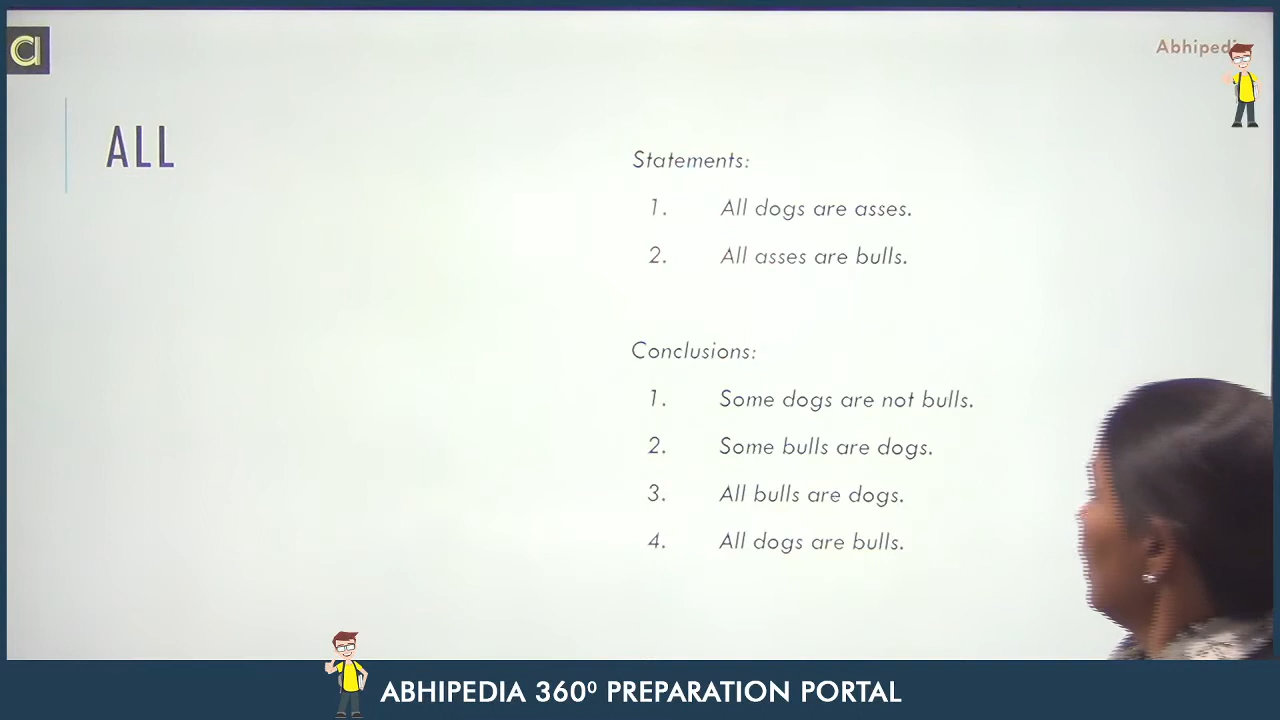 Abhipedi
ALL
Statements:
1. All dogs are asses.
2. All asses are bulls.
Conclusions:
1. Some dogs are not bulls.
2. Some bulls are dogs.
3. All bulls are dogs.
4. All dogs are bulls.
ABHIPEDIA 360⁰ PREPARATION PORTAL